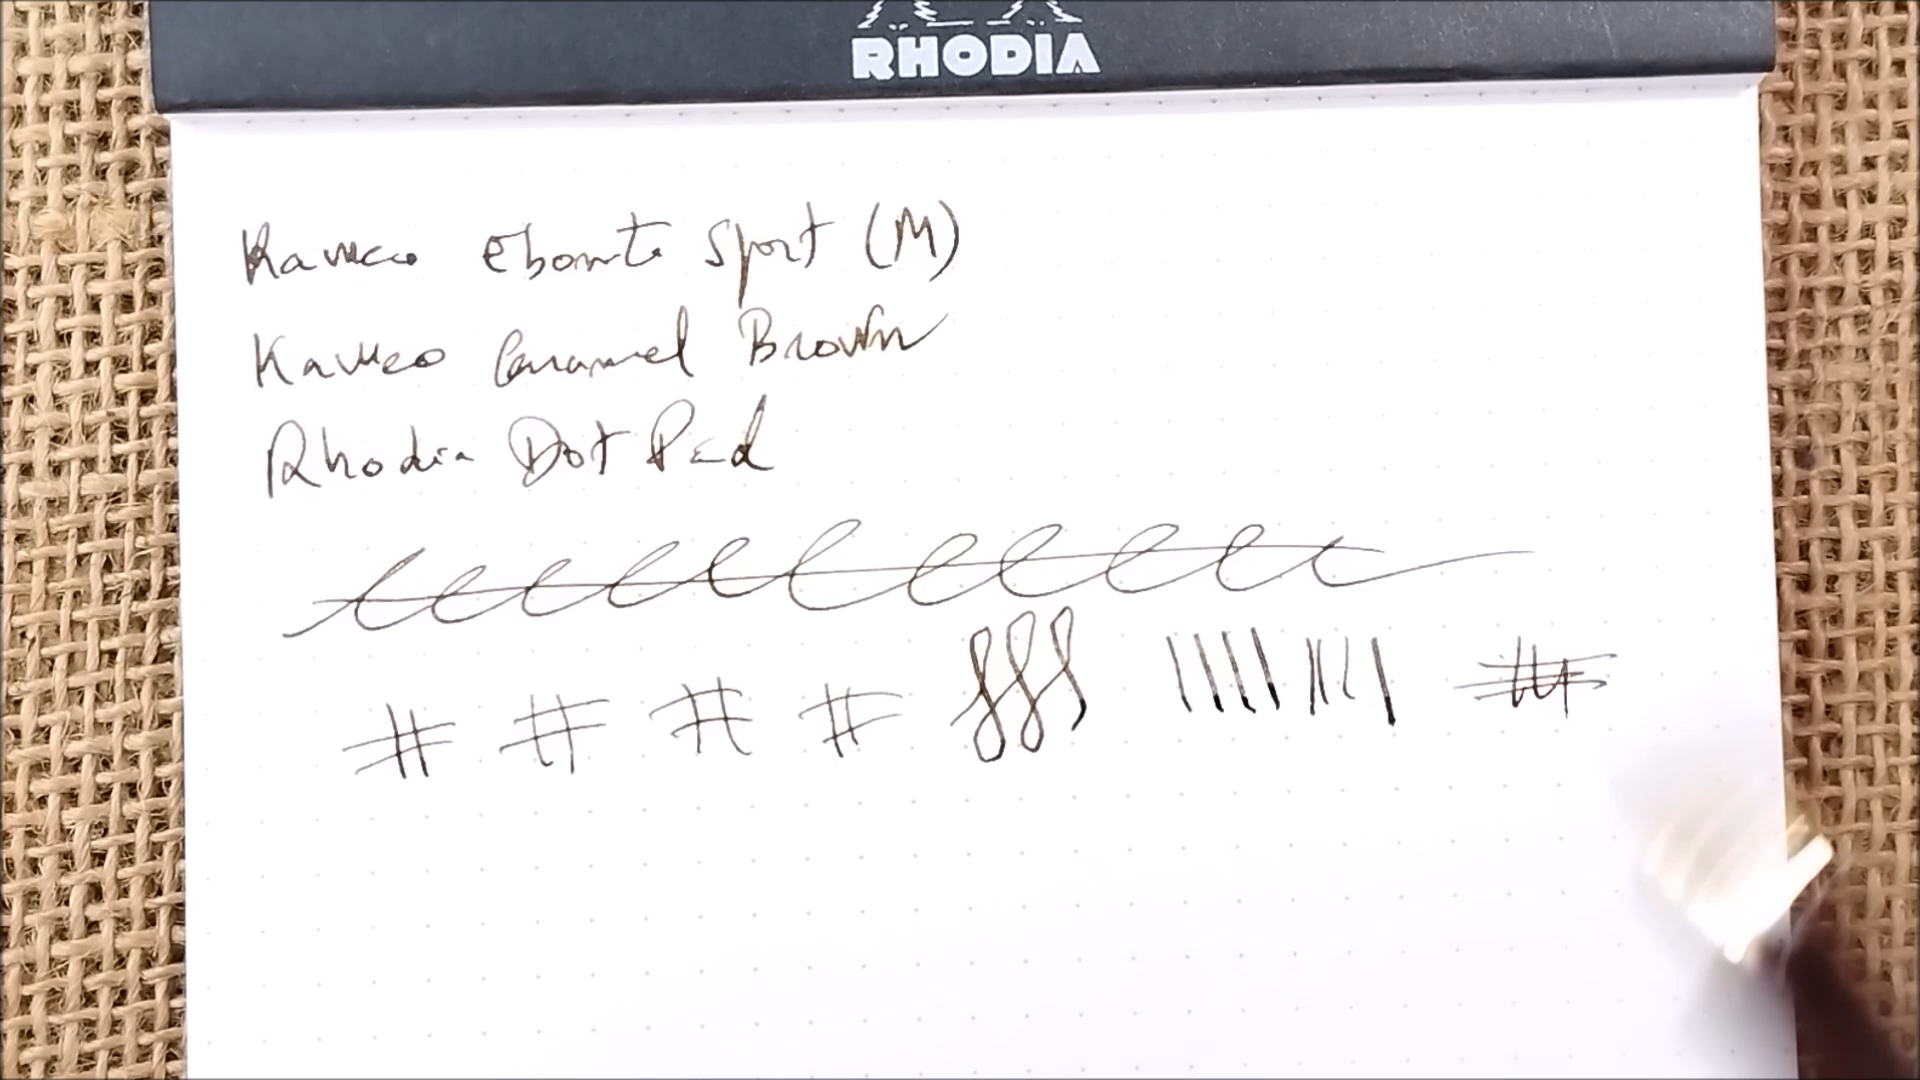 RHODIA
Kaweco Ebonite Sport (M)
Kaweco Caramel Brown
Rhodia Dot Pad